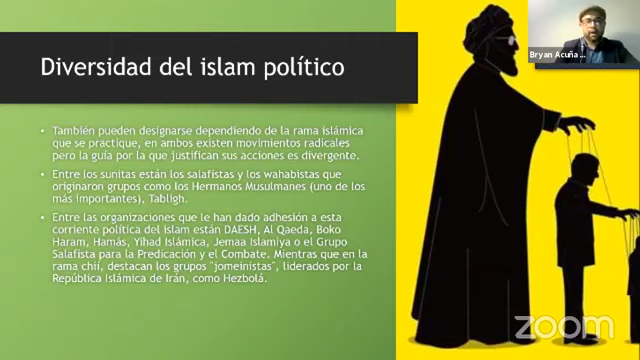 Diversidad del islam político
Bryan Acuña ...
• También pueden designarse dependiendo de la rama islámica
que se practique, en ambos existen movimientos radicales
pero la guía por la que justifican sus acciones es divergente.
• Entre los sunitas están los salafistas y los wahabistas que
originaron grupos como los Hermanos Musulmanes (uno de los
más importantes), Tabligh.
• Entre las organizaciones que le han dado adhesión a esta
corriente política del Islam están DAESH, Al Qaeda, Boko
Haram, Hamás, Yihad Islámica, Jemaa Islamiya o el Grupo
Salafista para la Predicación y el Combate. Mientras que en la
rama chií, destacan los grupos "jomeinistas", liderados por la
República Islámica de Irán, como Hezbolá.
zoom